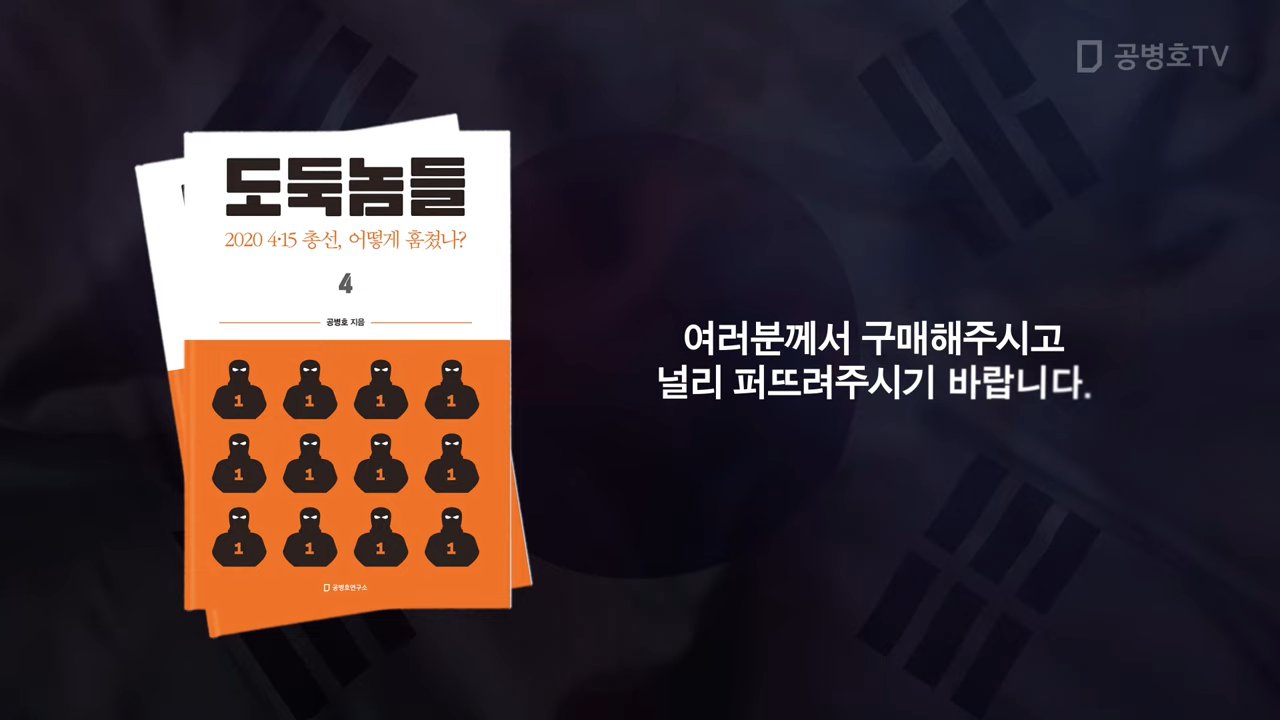 공병호TV
도둑놈들
2020 4·15 총선, 어떻게 훔쳤나?
4
공병호 지음
1 1 1 1
1 1 1 1
1 1 1 1
공병호연구소
여러분께서 구매해주시고
널리 퍼뜨려주시기 바랍니다.